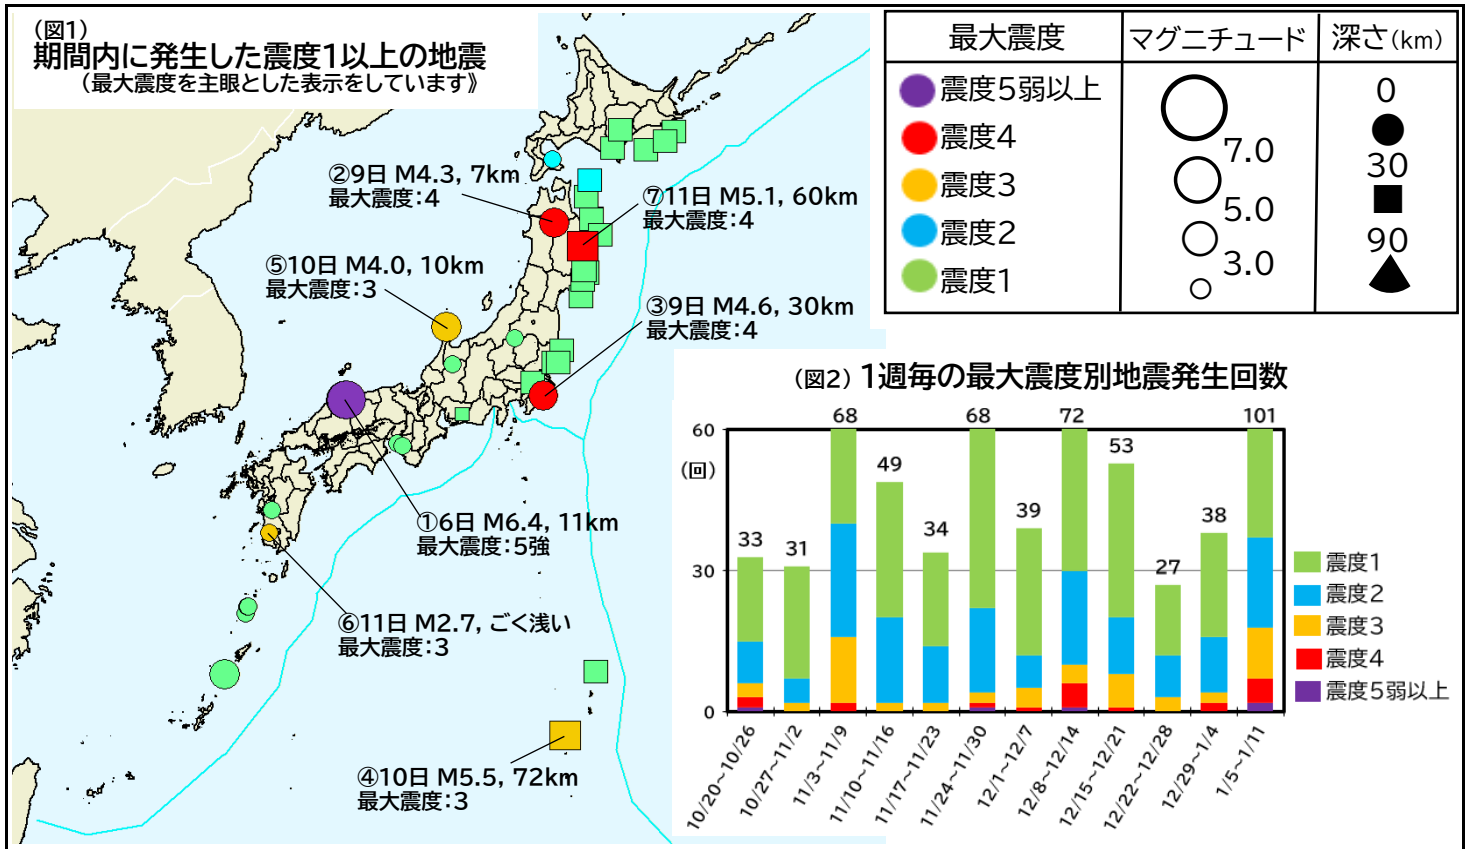 (図1)
期間内に発生した震度1以上の地震
(最大震度を主眼とした表示をしています》
②9日 M4.3, 7km
最大震度:4
⑦11日 M5.1, 60km
最大震度:4
⑤10日 M4.0, 10km
最大震度:3
③9日 M4.6, 30km
最大震度:4
①6日 M6.4, 11km
最大震度:5強
⑥11日 M2.7, ごく浅い
最大震度:3
④10日 M5.5, 72km
最大震度:3
最大震度 マグニチュード 深さ(km)
震度5弱以上
震度4
震度3
震度2
震度1
7.0
5.0
3.0
0
30
90
(図2) 1週毎の最大震度別地震発生回数
60
(回)
30
0
33
31
68
49
34
68
39
72
53
27
38
101
10/20~10/26
10/27~11/2
11/3~11/9
11/10~11/16
11/17~11/23
11/24~11/30
12/1~12/7
12/8~12/14
12/15~12/21
12/22~12/28
12/29~1/4
1/5~1/11
震度1
震度2
震度3
震度4
震度5弱以上